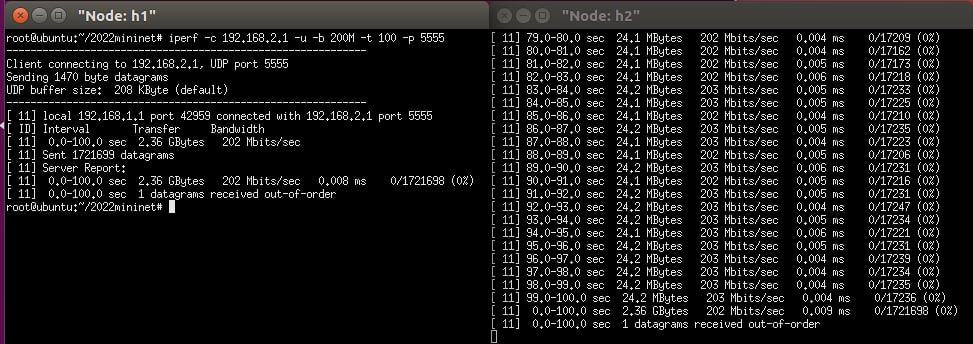 "Node: h1"
root@ubuntu:~/2022mininet# iperf -c 192.168.2.1 -u -b 200M -t 100 -p 5555
------------------------------------------------------------
Client connecting to 192.168.2.1, UDP port 5555
Sending 1470 byte datagrams
UDP buffer size:  208 KByte (default)
------------------------------------------------------------
[ 11] local 192.168.1.1 port 42959 connected with 192.168.2.1 port 5555
[ ID] Interval       Transfer     Bandwidth
[ 11]  0.0-100.0 sec  2.36 GBytes   202 Mbits/sec
[ 11] Sent 1721699 datagrams
[ 11] Server Report:
[ 11]  0.0-100.0 sec  2.36 GBytes   202 Mbits/sec   0.008 ms    0/1721698 (0%)
[ 11]  0.0-100.0 sec  1 datagrams received out-of-order
root@ubuntu:~/2022mininet#
"Node: h2"
[ 11] 79.0-80.0 sec  24.1 MBytes   202 Mbits/sec   0.004 ms    0/17209 (0%)
[ 11] 80.0-81.0 sec  24.1 MBytes   202 Mbits/sec   0.004 ms    0/17162 (0%)
[ 11] 81.0-82.0 sec  24.1 MBytes   202 Mbits/sec   0.005 ms    0/17173 (0%)
[ 11] 82.0-83.0 sec  24.1 MBytes   202 Mbits/sec   0.006 ms    0/17218 (0%)
[ 11] 83.0-84.0 sec  24.2 MBytes   203 Mbits/sec   0.005 ms    0/17233 (0%)
[ 11] 84.0-85.0 sec  24.1 MBytes   203 Mbits/sec   0.005 ms    0/17225 (0%)
[ 11] 85.0-86.0 sec  24.1 MBytes   202 Mbits/sec   0.004 ms    0/17210 (0%)
[ 11] 86.0-87.0 sec  24.2 MBytes   203 Mbits/sec   0.005 ms    0/17235 (0%)
[ 11] 87.0-88.0 sec  24.1 MBytes   203 Mbits/sec   0.004 ms    0/17223 (0%)
[ 11] 88.0-89.0 sec  24.1 MBytes   202 Mbits/sec   0.005 ms    0/17206 (0%)
[ 11] 89.0-90.0 sec  24.2 MBytes   203 Mbits/sec   0.006 ms    0/17231 (0%)
[ 11] 90.0-91.0 sec  24.1 MBytes   202 Mbits/sec   0.005 ms    0/17216 (0%)
[ 11] 91.0-92.0 sec  24.2 MBytes   203 Mbits/sec   0.004 ms    0/17231 (0%)
[ 11] 92.0-93.0 sec  24.2 MBytes   203 Mbits/sec   0.004 ms    0/17247 (0%)
[ 11] 93.0-94.0 sec  24.2 MBytes   203 Mbits/sec   0.005 ms    0/17235 (0%)
[ 11] 94.0-95.0 sec  24.1 MBytes   203 Mbits/sec   0.006 ms    0/17221 (0%)
[ 11] 95.0-96.0 sec  24.2 MBytes   203 Mbits/sec   0.005 ms    0/17231 (0%)
[ 11] 96.0-97.0 sec  24.2 MBytes   203 Mbits/sec   0.004 ms    0/17239 (0%)
[ 11] 97.0-98.0 sec  24.2 MBytes   203 Mbits/sec   0.004 ms    0/17234 (0%)
[ 11] 98.0-99.0 sec  24.2 MBytes   203 Mbits/sec   0.005 ms    0/17249 (0%)
[ 11] 99.0-100.0 sec  24.2 MBytes   203 Mbits/sec   0.004 ms    0/17236 (0%)
[ 11]  0.0-100.0 sec  2.36 GBytes   202 Mbits/sec   0.009 ms    0/1721698 (0%)
[ 11]  0.0-100.0 sec  1 datagrams received out-of-order